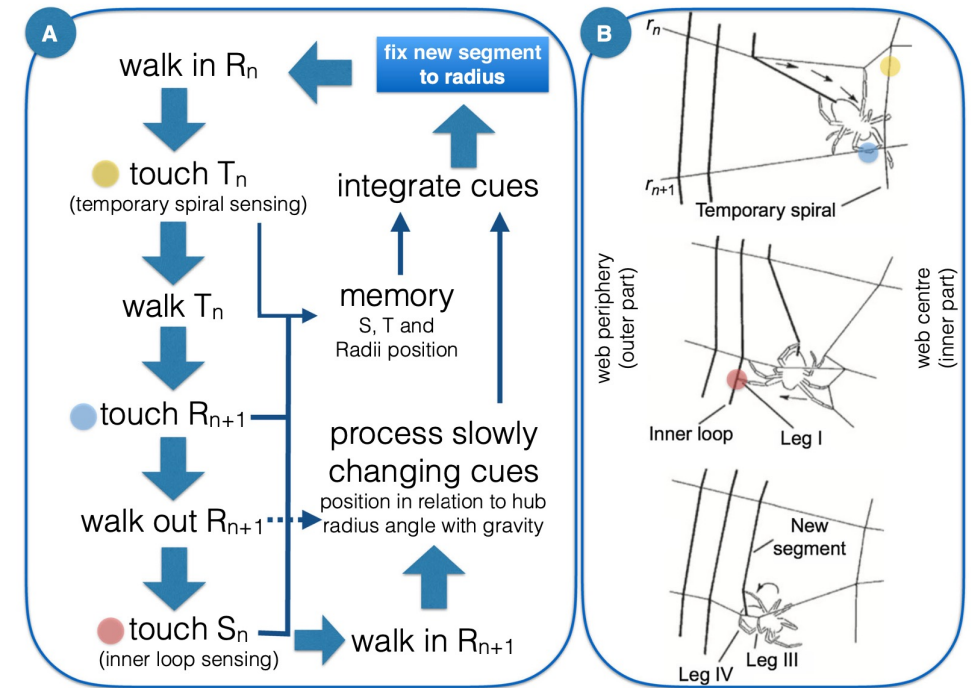 A
walk in Rn
fix new segment
to radius
touch Tn
(temporary spiral sensing)
integrate cues
walk Tn
memory
S, T and
Radii position
touch Rn+1
process slowly
changing cues
position in relation to hub
radius angle with gravity
walk out Rn+1
touch Sn
(inner loop sensing)
walk in Rn+1
B
rn
rn+1
Temporary spiral
web periphery
(outer part)
web centre
(inner part)
Inner loop
Leg I
New
segment
Leg IV
Leg III